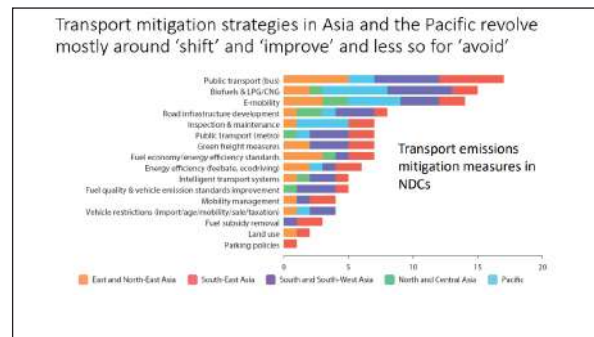 Transport mitigation strategies in Asia and the Pacific revolve
mostly around 'shift' and 'improve' and less so for 'avoid'
Public transport (bus)
Biofuels & LPG/CNG
E-mobility
Road infrastructure development
Inspection & maintenance
Public transport (metro)
Green freight measures
Fuel economy/energy efficiency standards
Energy efficiency (feebate, ecodriving)
Intelligent transport systems
Fuel quality & vehicle emission standards improvement
Mobility management
Vehicle restrictions (import/age/mobility/sale/taxation)
Fuel subsidy removal
Land use
Parking policies
Transport emissions
mitigation measures in
NDCs
0 5 10 15 20
East and North-East Asia South-East Asia South and South-West Asia North and Central Asia Pacific